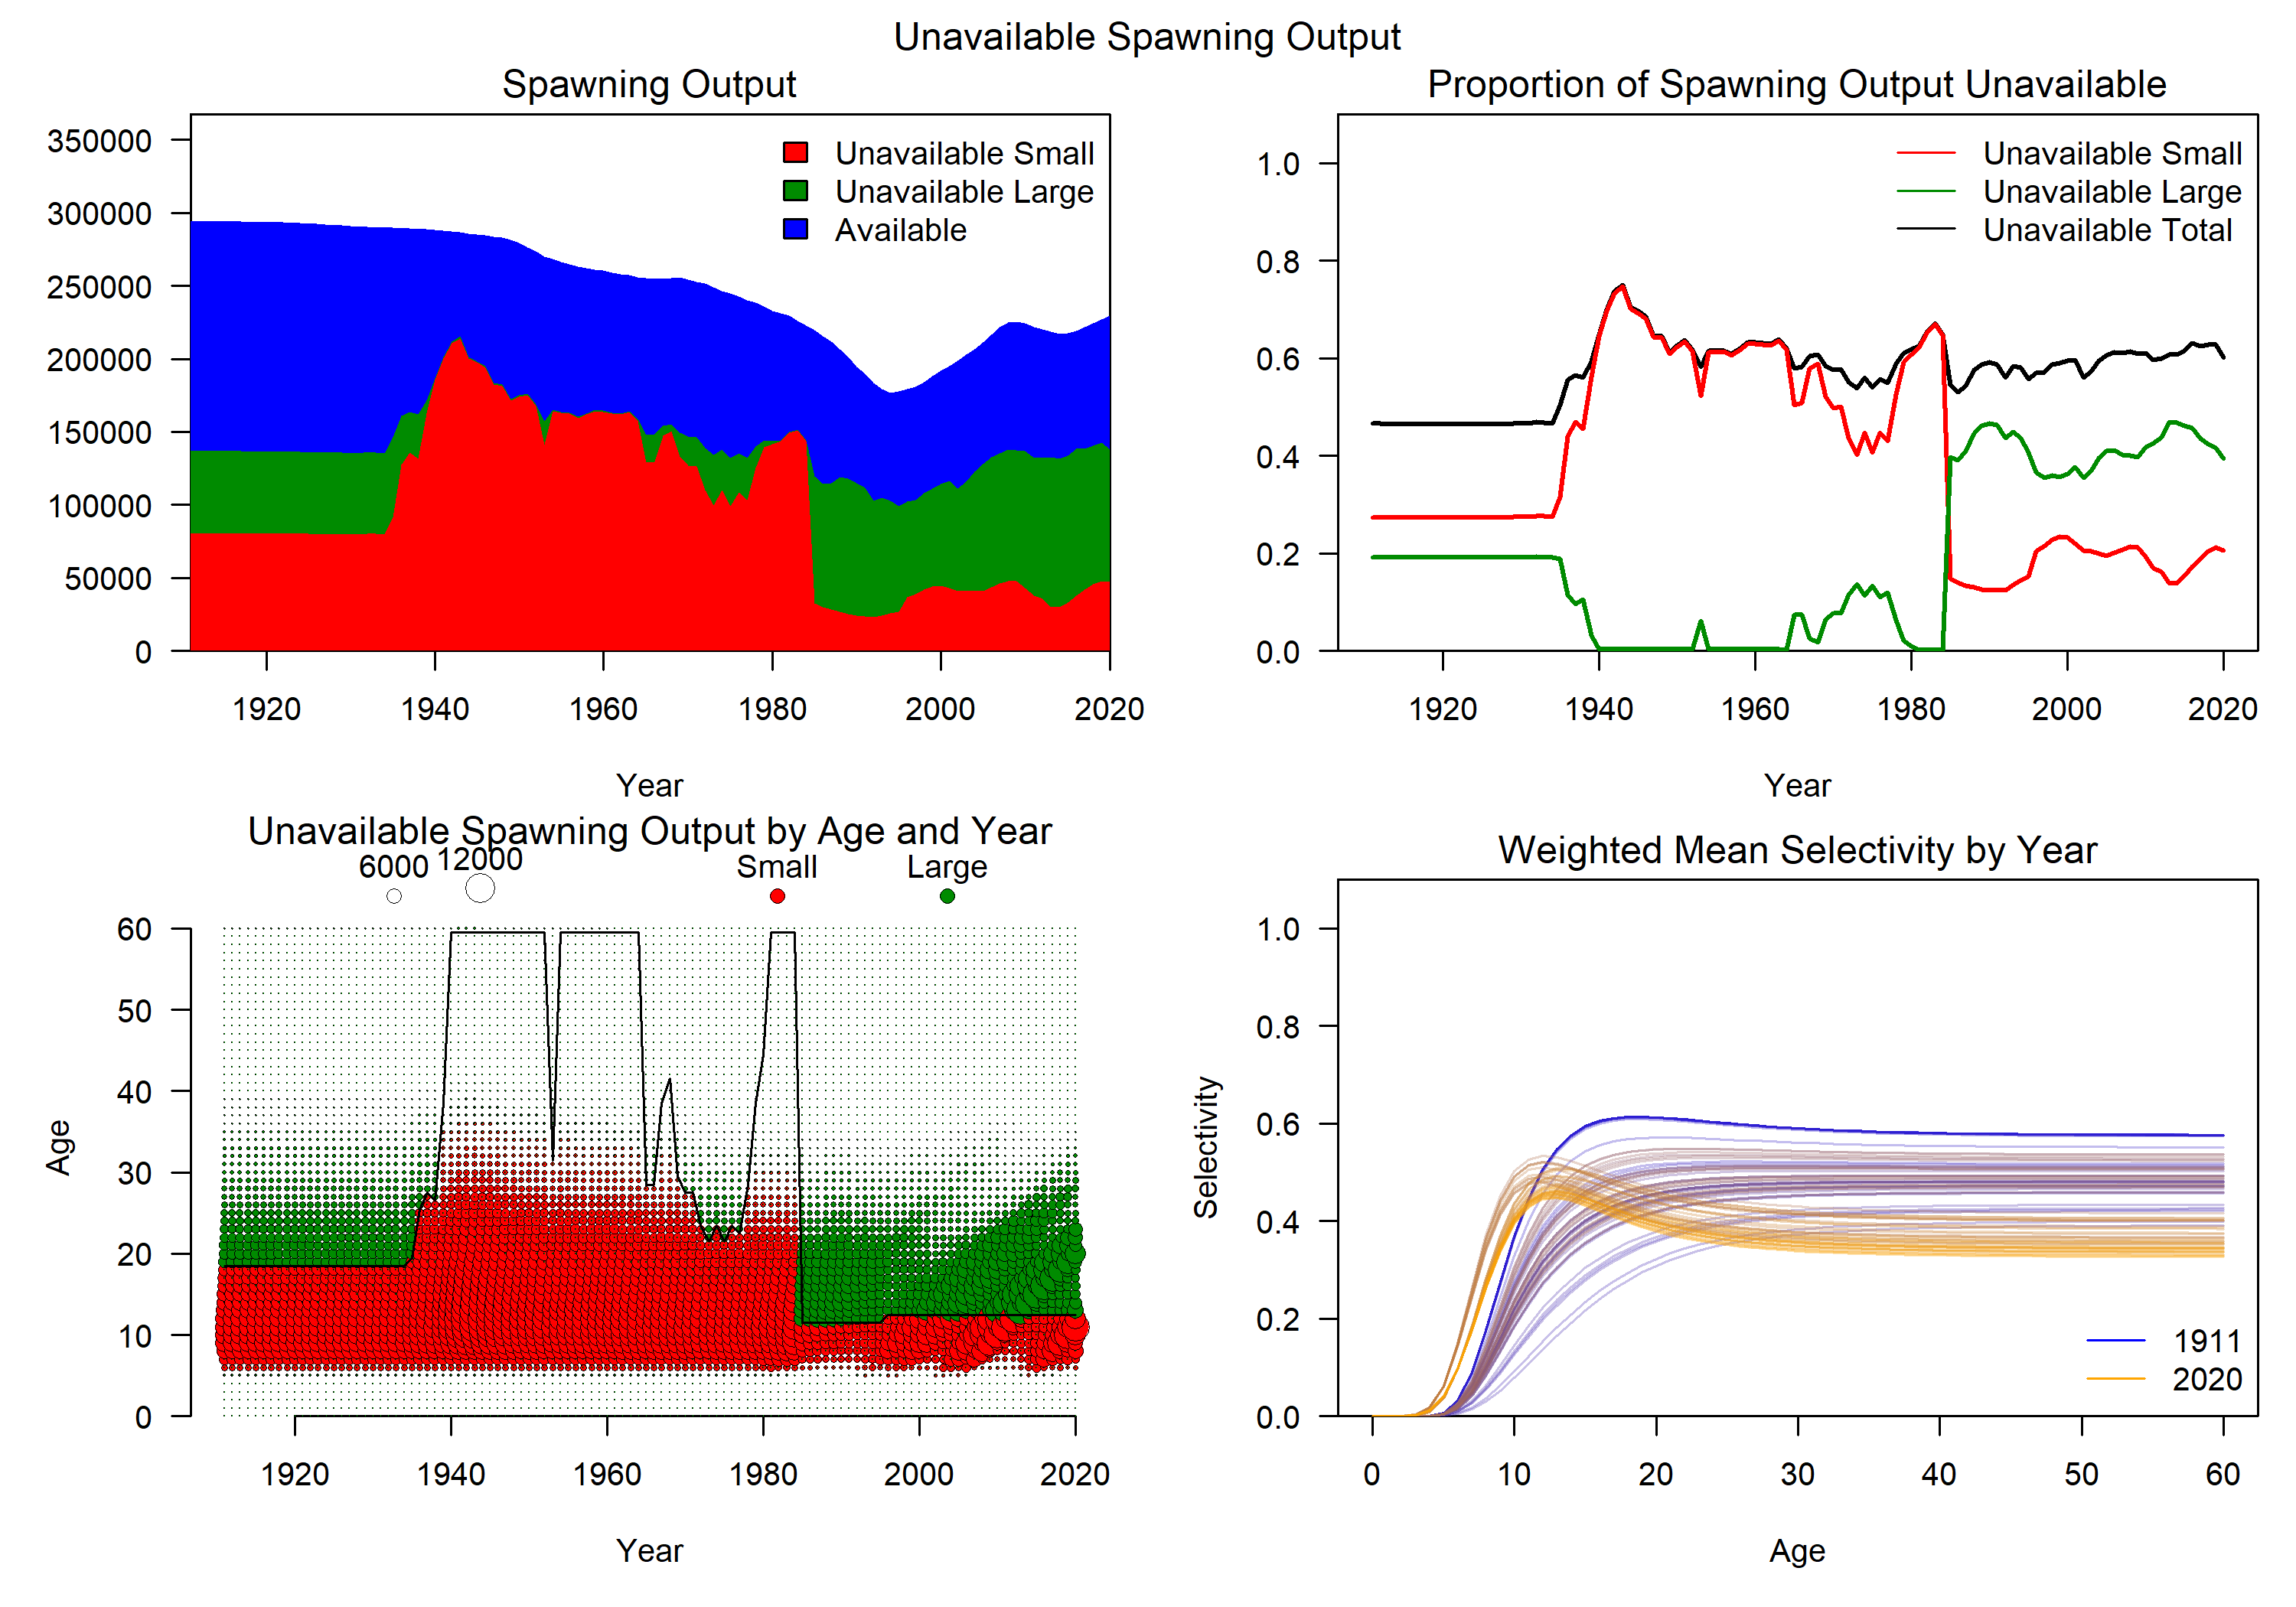 Unavailable Spawning Output
Spawning Output
350000
300000
250000
200000
150000
100000
50000
0
Unavailable Small
Unavailable Large
Available
1920 1940 1960 1980 2000 2020
Year
Proportion of Spawning Output Unavailable
1.0
0.8
0.6
0.4
0.2
0.0
Unavailable Small
Unavailable Large
Unavailable Total
1920 1940 1960 1980 2000 2020
Year
Unavailable Spawning Output by Age and Year
6000 12000 Small Large
Age
60
50
40
30
20
10
0
1920 1940 1960 1980 2000 2020
Year
Weighted Mean Selectivity by Year
Selectivity
1.0
0.8
0.6
0.4
0.2
0.0
1911
2020
0 10 20 30 40 50 60
Age